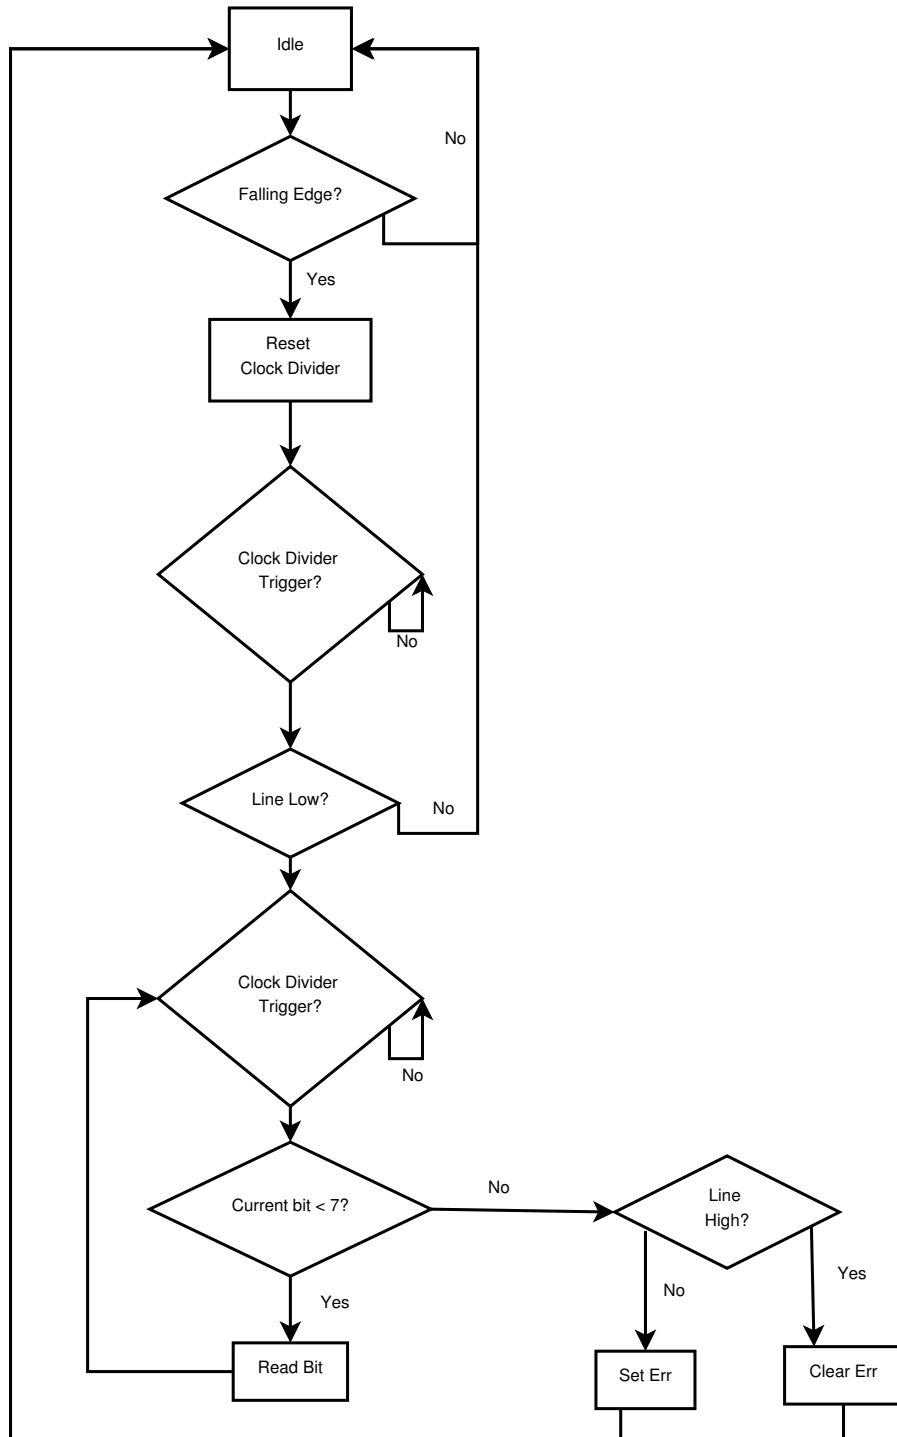 Idle
No
Falling Edge?
Yes
Reset
Clock Divider
Clock Divider
Trigger?
No
Line Low?
No
Clock Divider
Trigger?
No
Current bit < 7?
No
Line
High?
Yes
No
Yes
Read Bit
Set Err
Clear Err